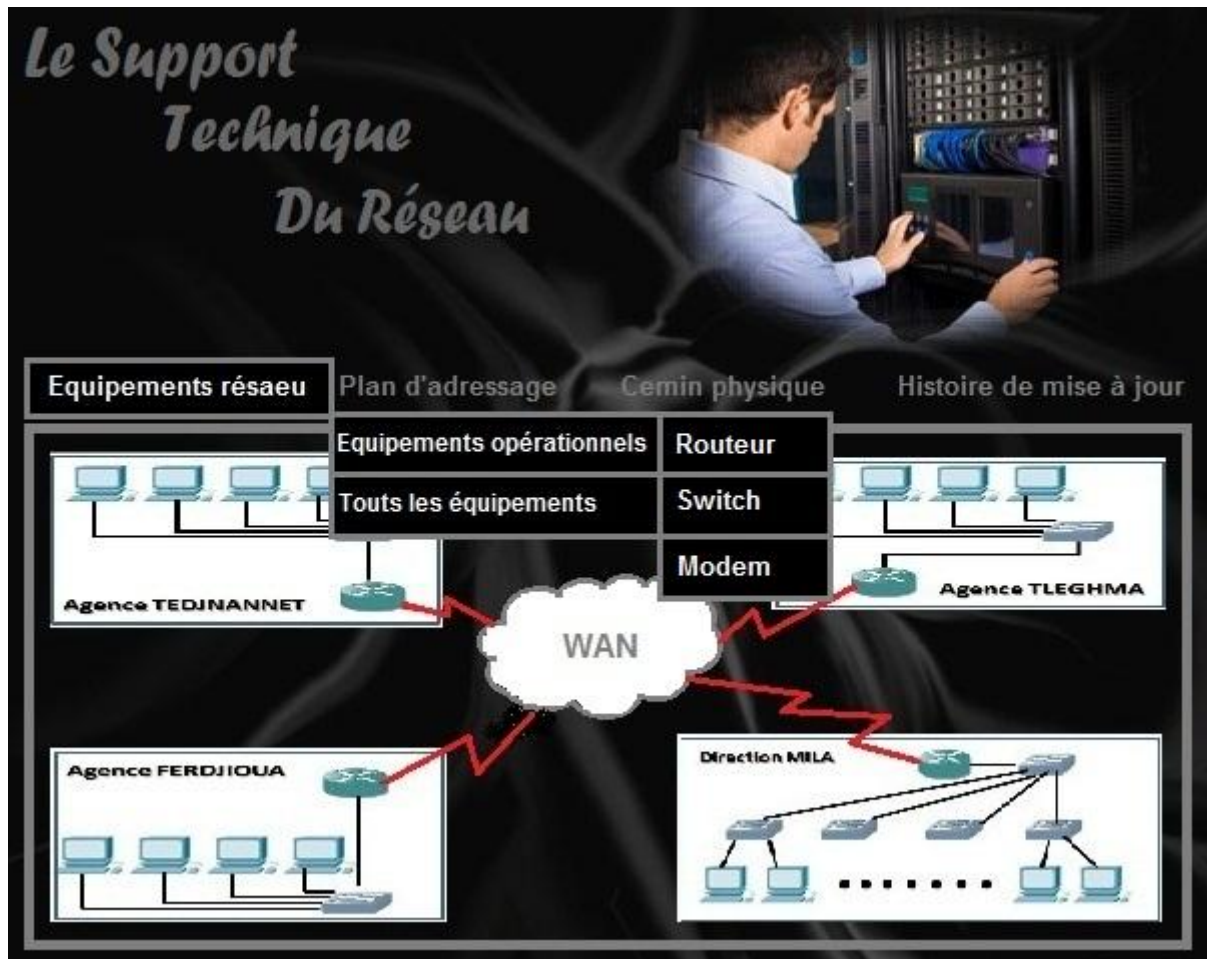 Le Support
Technique
Du Réseau
Equipements résaeu
Plan d'adressage
Cemin physique
Histoire de mise à jour
Equipements opérationnels
Routeur
Touts les équipements
Switch
Modem
Agence TEDJNANNET
Agence TLEGHMA
WAN
Agence FERDJIOUA
Direction MILA